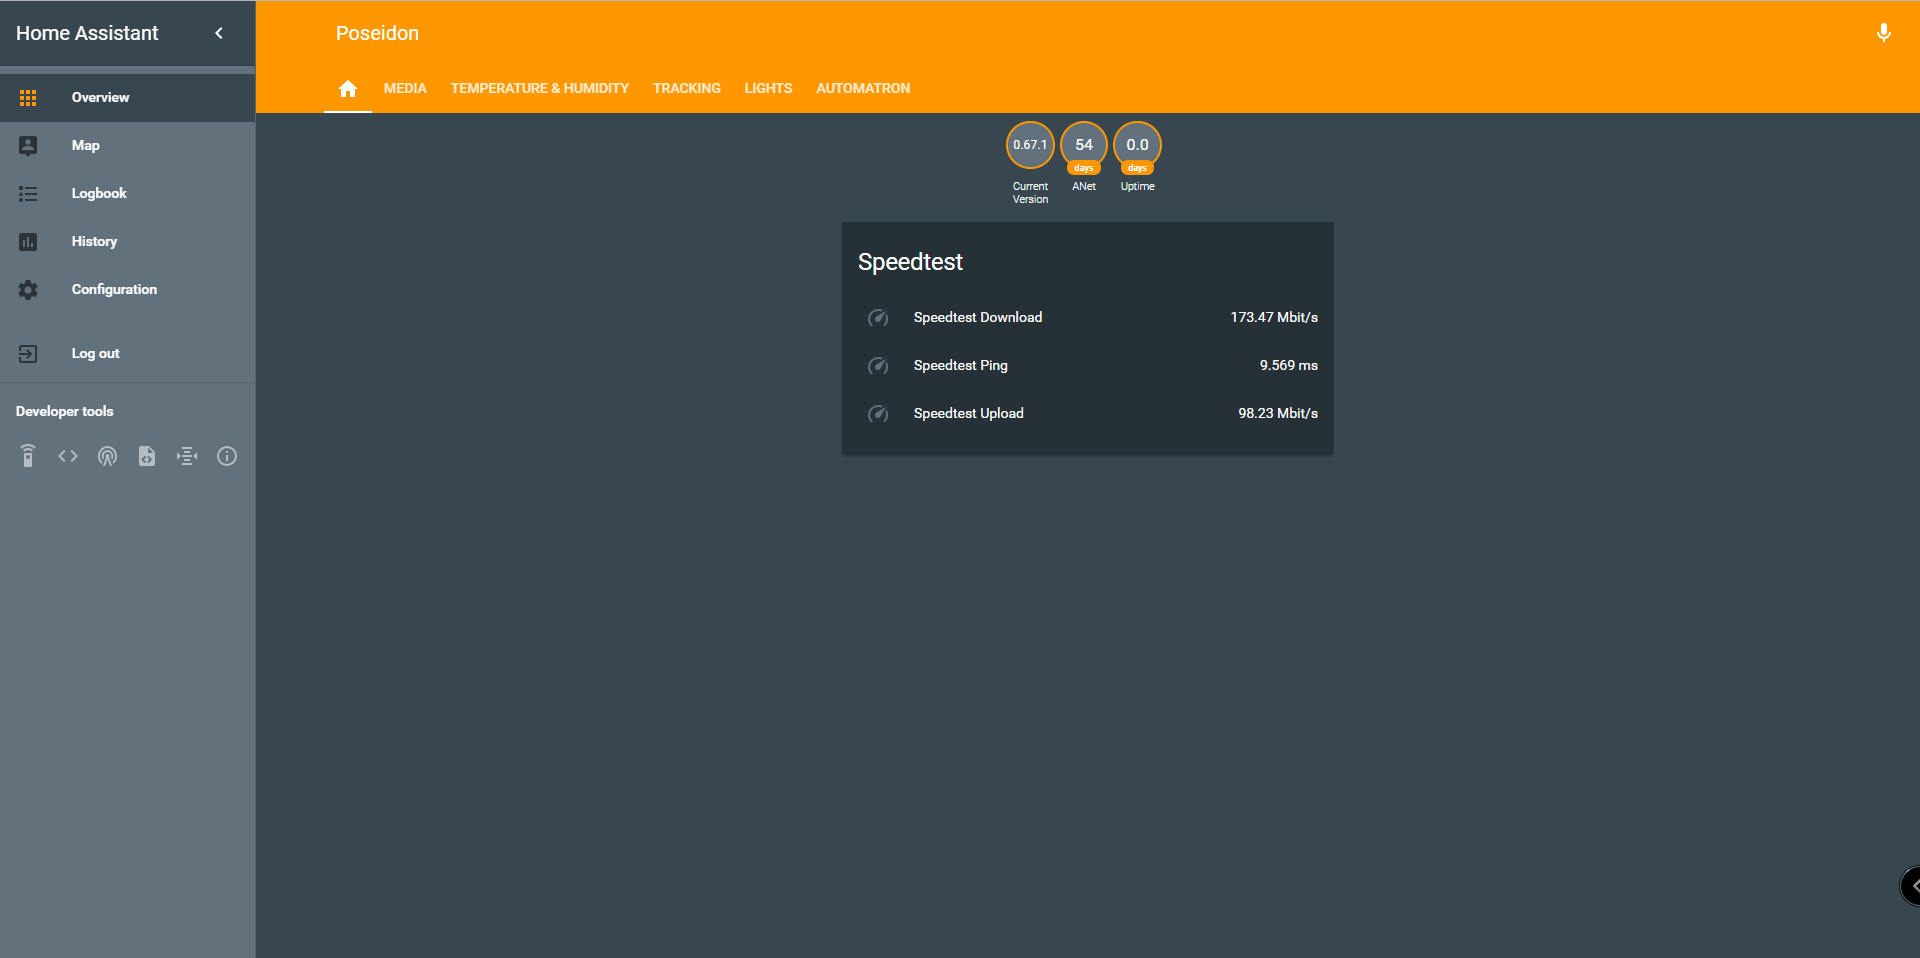 Home Assistant
Overview
Map
Logbook
History
Configuration
Log out
Developer tools
Poseidon
MEDIA TEMPERATURE & HUMIDITY TRACKING LIGHTS AUTOMATRON
0.67.1 54 0.0
days days
Current Version ANet Uptime
Speedtest
Speedtest Download 173.47 Mbit/s
Speedtest Ping 9.569 ms
Speedtest Upload 98.23 Mbit/s